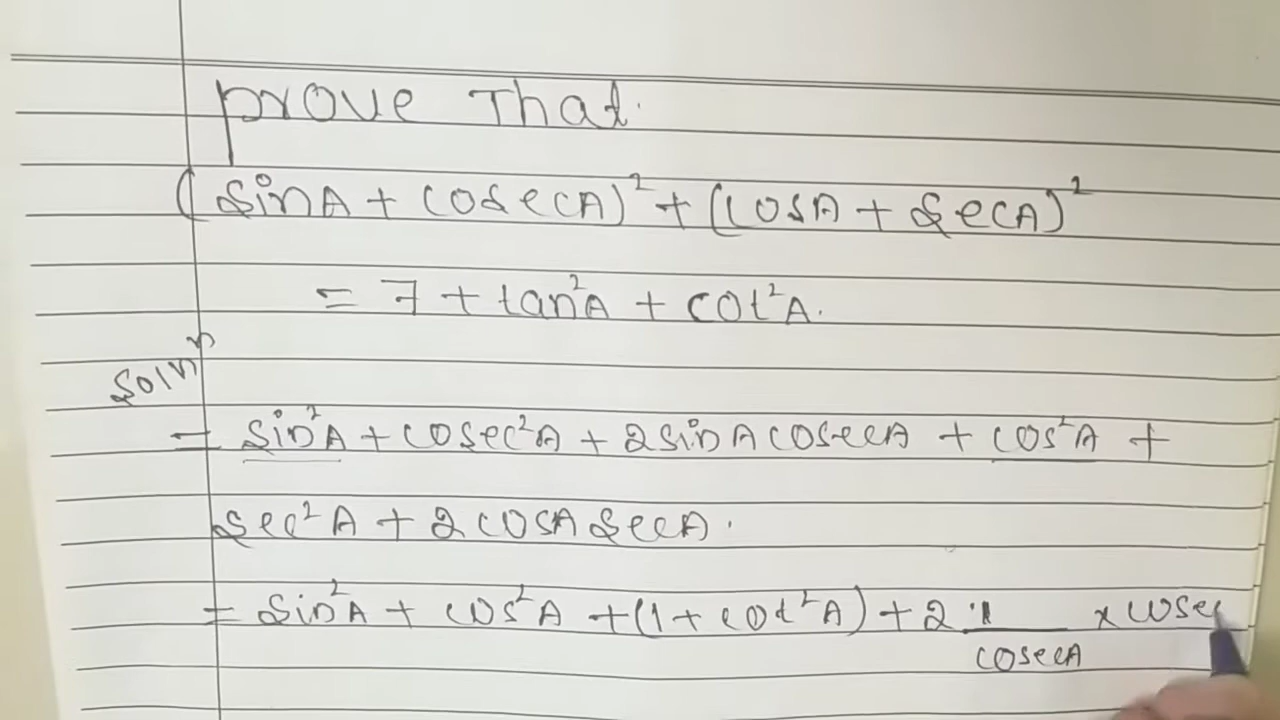 prove That.
(sinA + cosecA)² + (cosA + secA)²
= 7 + tan²A + cot²A.
Solnⁿ
= sin²A + cosec²A + 2sinA cosecA + cos²A +
sec²A + 2cosA secA.
= sin²A + cos²A + (1 + cot²A) + 2·1/cosecA × cosec